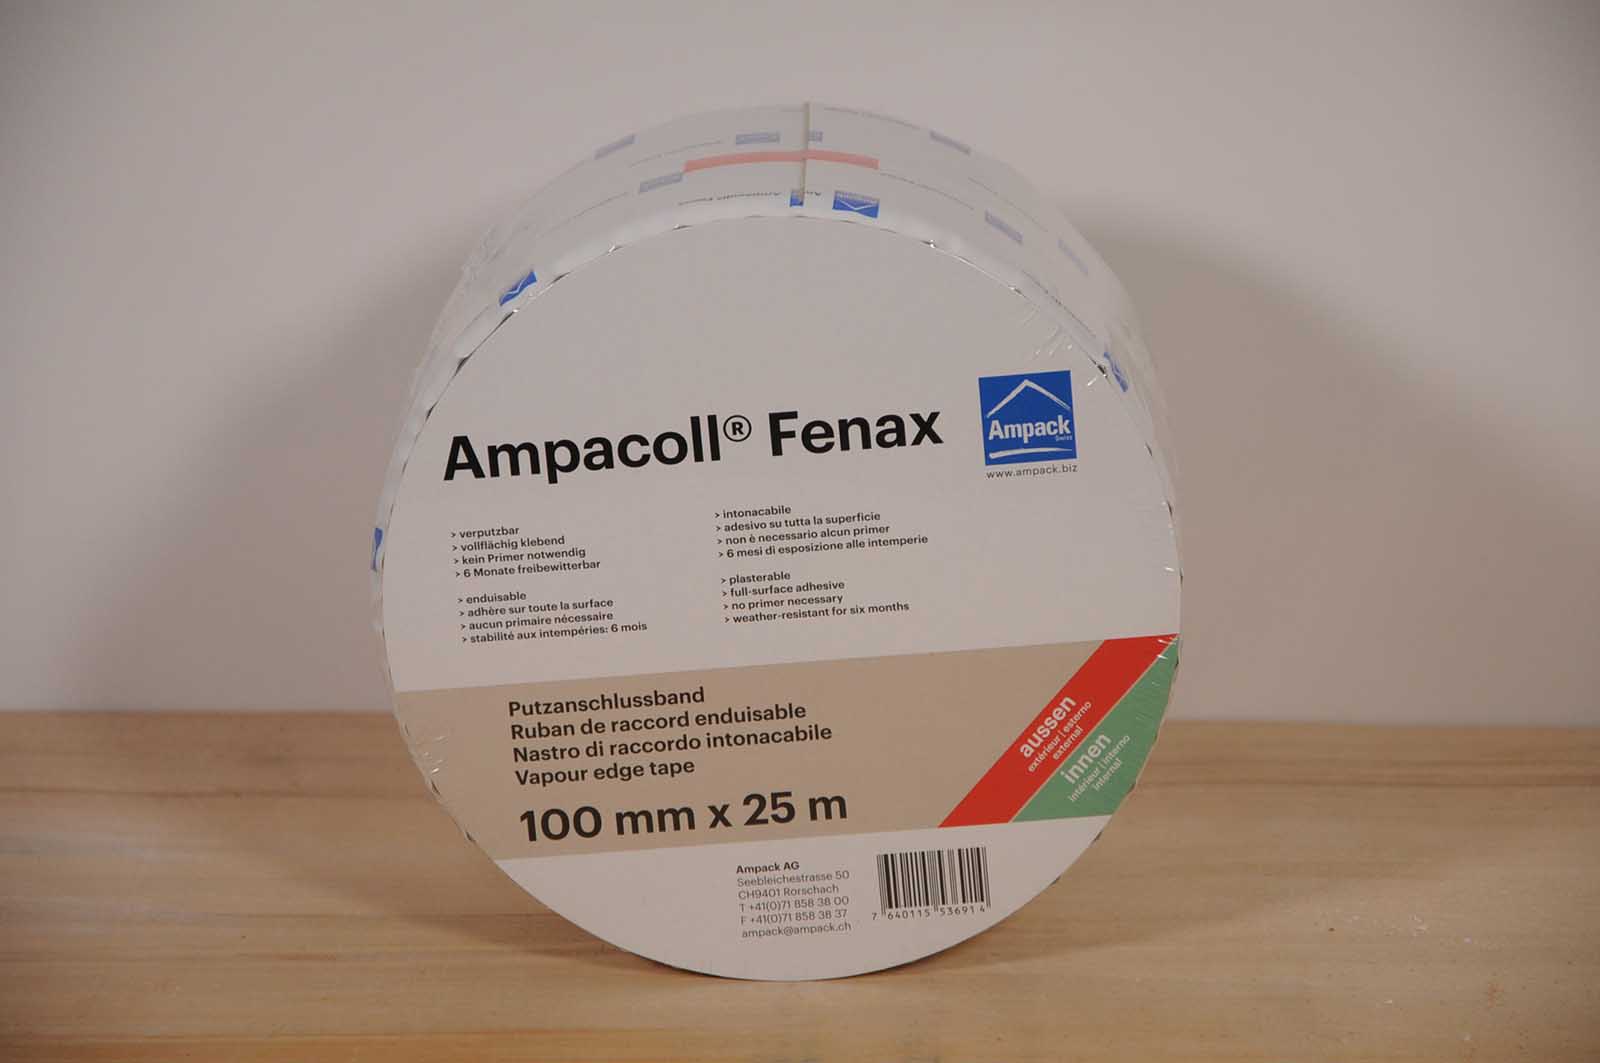 Ampacoll® Fenax
Ampack
Swiss
www.ampack.biz
> verputzbar
> vollflächig klebend
> kein Primer notwendig
> 6 Monate freibewitterbar
> enduisable
> adhère sur toute la surface
> aucun primaire nécessaire
> stabilité aux intempéries: 6 mois
> intonacabile
> adesivo su tutta la superficie
> non è necessario alcun primer
> 6 mesi di esposizione alle intemperie
> plasterable
> full-surface adhesive
> no primer necessary
> weather-resistant for six months
Putzanschlussband
Ruban de raccord enduisable
Nastro di raccordo intonacabile
Vapour edge tape
100 mm x 25 m
aussen
extérieur | esterno
external
innen
intérieur | interno
internal
Ampack AG
Seebleichestrasse 50
CH9401 Rorschach
T +41(0)71 858 38 00
F +41(0)71 858 38 37
ampack@ampack.ch
7 640115 536914